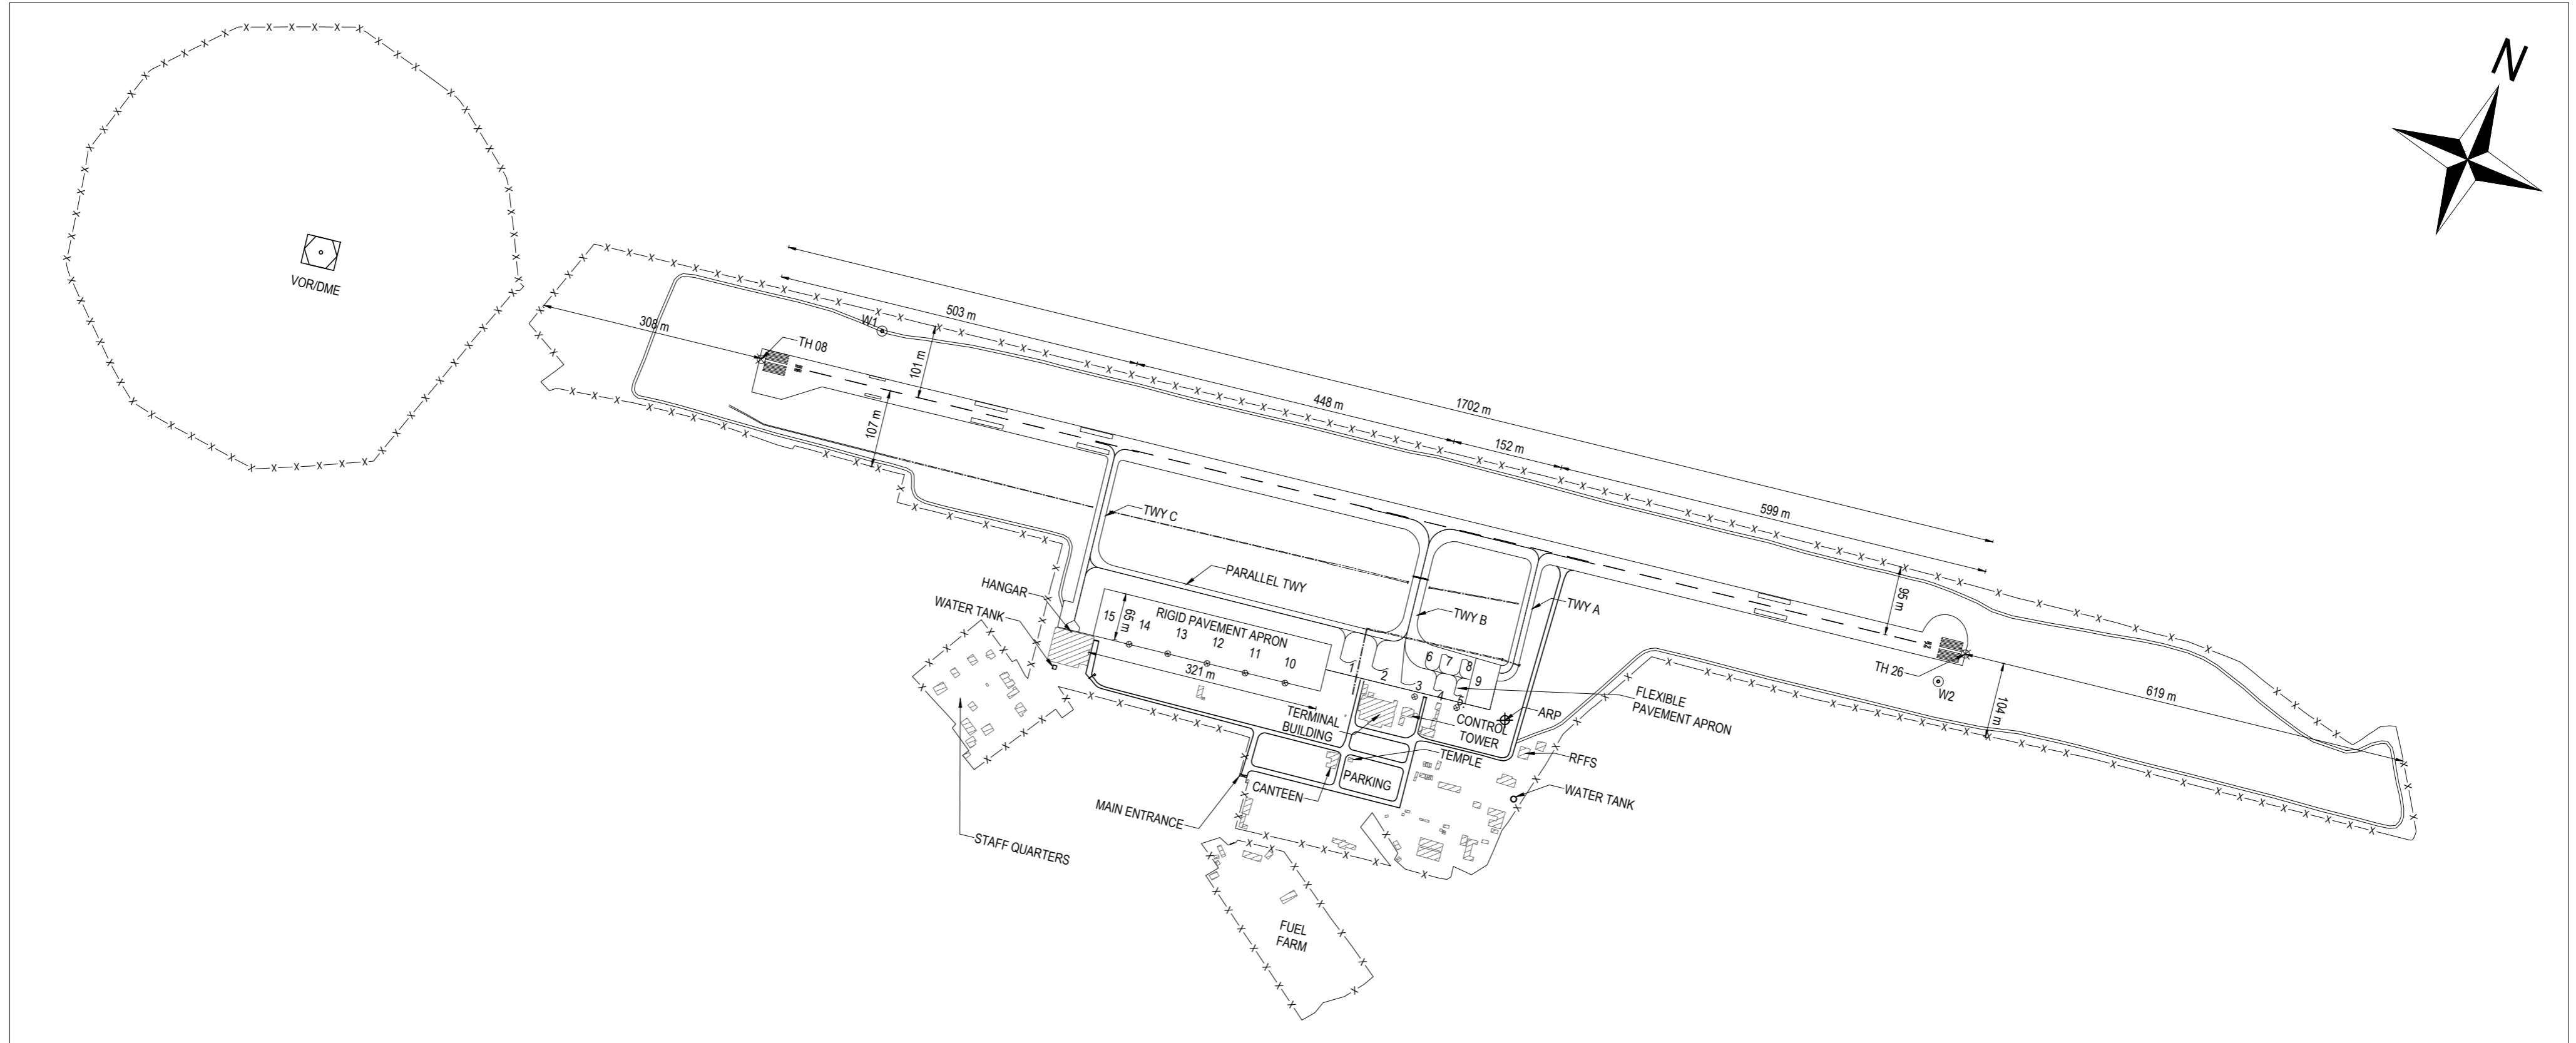 N
VOR/DME
308 m
TH 08
W1
503 m
101 m
107 m
448 m
1702 m
152 m
599 m
95 m
TH 26
W2
104 m
619 m
TWY C
PARALLEL TWY
TWY B
TWY A
HANGAR
WATER TANK
15
65 m
RIGID PAVEMENT APRON
14
13
12
11
10
321 m
1
2
3
4
5
6
7
8
9
FLEXIBLE
PAVEMENT APRON
ARP
TERMINAL
BUILDING
CONTROL
TOWER
TEMPLE
RFFS
PARKING
CANTEEN
WATER TANK
MAIN ENTRANCE
STAFF QUARTERS
FUEL
FARM